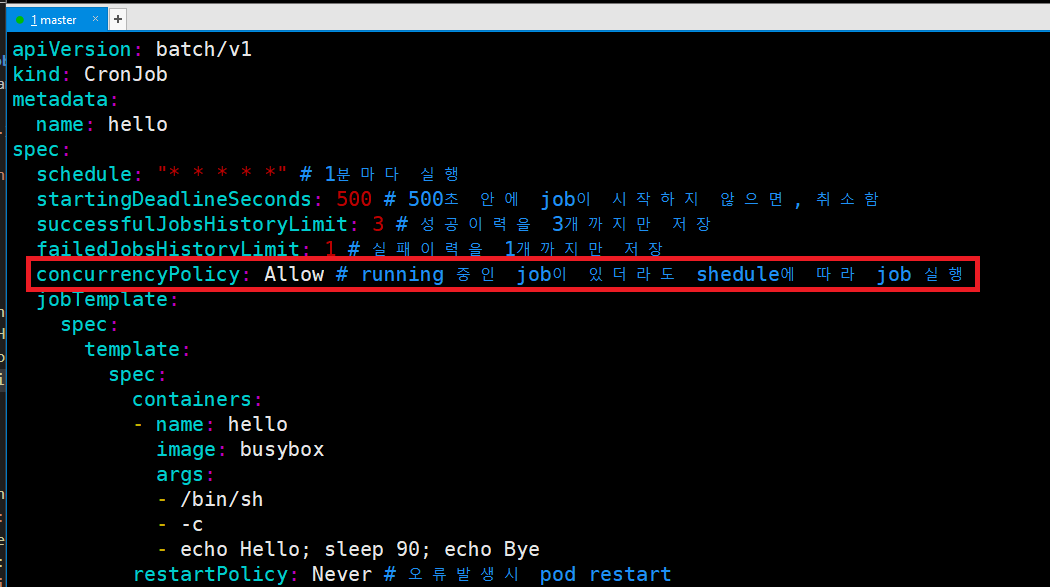 1 master × +
apiVersion: batch/v1
kind: CronJob
metadata:
  name: hello
spec:
  schedule: "* * * * *" # 1분마다 실행
  startingDeadlineSeconds: 500 # 500초 안에 job이 시작하지 않으면, 취소함
  successfulJobsHistoryLimit: 3 # 성공이력을 3개까지만 저장
  failedJobsHistoryLimit: 1 # 실패이력을 1개까지만 저장
  concurrencyPolicy: Allow # running 중인 job이 있더라도 shedule에 따라 job 실행
  jobTemplate:
    spec:
      template:
        spec:
          containers:
          - name: hello
            image: busybox
            args:
            - /bin/sh
            - -c
            - echo Hello; sleep 90; echo Bye
          restartPolicy: Never # 오류발생시 pod restart